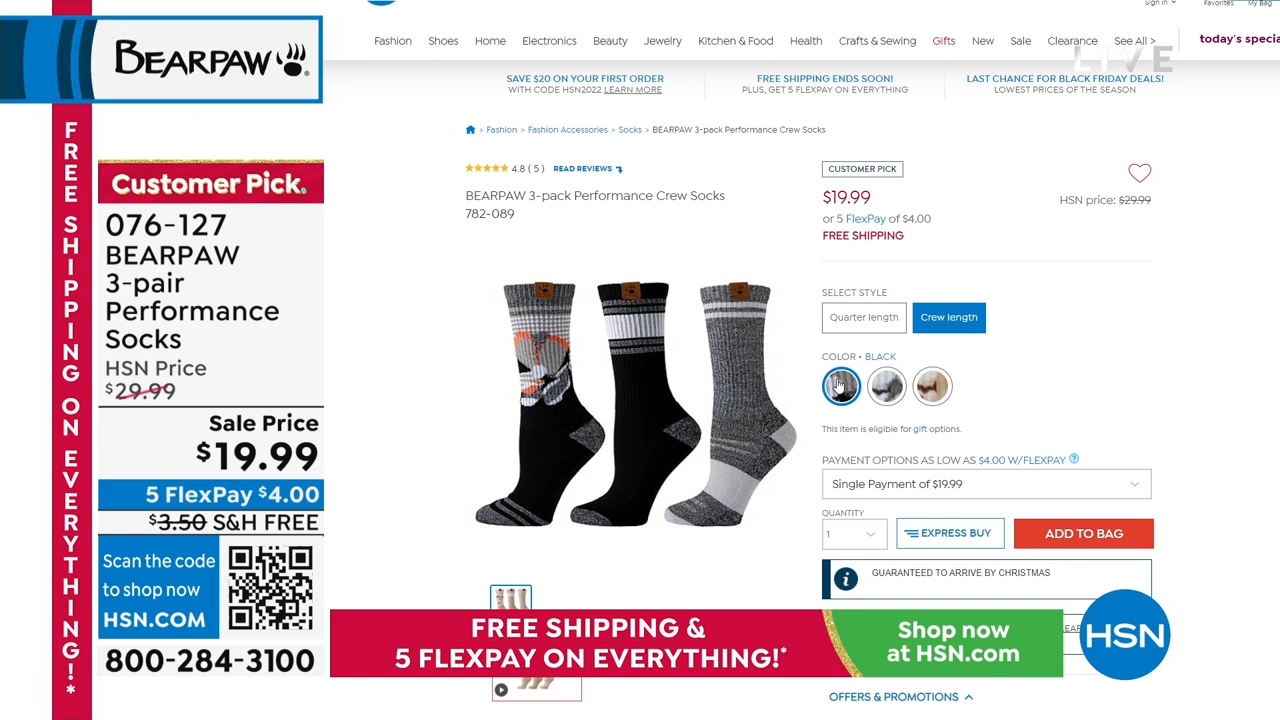 BEARPAW
FREE SHIPPING ON EVERYTHING!*
Customer Pick.
076-127
BEARPAW
3-pair
Performance
Socks
HSN Price
$29.99
Sale Price
$19.99
5 FlexPay $4.00
$3.50 S&H FREE
Scan the code
to shop now
HSN.COM
800-284-3100
Sign In
Favorites
My Bag
Fashion Shoes Home Electronics Beauty Jewelry Kitchen & Food Health Crafts & Sewing Gifts New Sale Clearance See All >
today's specia
LIVE
SAVE $20 ON YOUR FIRST ORDER
WITH CODE HSN2022 LEARN MORE
FREE SHIPPING ENDS SOON!
PLUS, GET 5 FLEXPAY ON EVERYTHING
LAST CHANCE FOR BLACK FRIDAY DEALS!
LOWEST PRICES OF THE SEASON
> Fashion > Fashion Accessories > Socks > BEARPAW 3-pack Performance Crew Socks
4.8 ( 5 ) READ REVIEWS
BEARPAW 3-pack Performance Crew Socks
782-089
CUSTOMER PICK
$19.99
HSN price: $29.99
or 5 FlexPay of $4.00
FREE SHIPPING
SELECT STYLE
Quarter length
Crew length
COLOR • BLACK
This item is eligible for gift options.
PAYMENT OPTIONS AS LOW AS $4.00 W/FLEXPAY ?
Single Payment of $19.99
QUANTITY
1
EXPRESS BUY
ADD TO BAG
GUARANTEED TO ARRIVE BY CHRISTMAS
FREE SHIPPING &
5 FLEXPAY ON EVERYTHING!*
Shop now
at HSN.com
HSN
OFFERS & PROMOTIONS